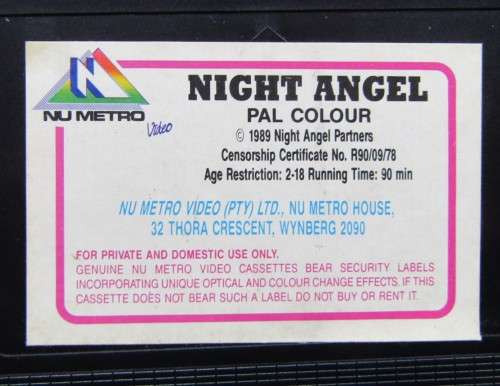 NIGHT ANGEL
NU METRO
Video
PAL COLOUR
© 1989 Night Angel Partners
Censorship Certificate No. R90/09/78
Age Restriction: 2-18 Running Time: 90 min
NU METRO VIDEO (PTY) LTD., NU METRO HOUSE,
32 THORA CRESCENT, WYNBERG 2090
FOR PRIVATE AND DOMESTIC USE ONLY.
GENUINE NU METRO VIDEO CASSETTES BEAR SECURITY LABELS
INCORPORATING UNIQUE OPTICAL AND COLOUR CHANGE EFFECTS. IF THIS
CASSETTE DOES NOT BEAR SUCH A LABEL DO NOT BUY OR RENT IT.